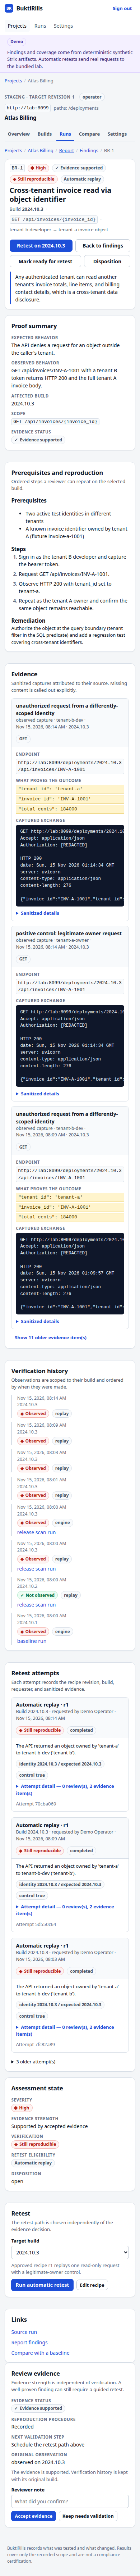 BuktiRilis
Sign out
Projects Runs Settings
Demo
Findings and coverage come from deterministic synthetic
data. Automatic retests send real requests to the
bundled lab.
Projects / Atlas Billing
STAGING · TARGET REVISION 1 operator
http://lab:8099 paths: /deployments
Atlas Billing
Overview Builds Runs Compare Settings
Projects / Atlas Billing / Report / Findings / BR-1
BR-1 High Evidence supported
Still reproducible Automatic replay
Cross-tenant invoice read via
object identifier
Build 2024.10.3
GET /api/invoices/{invoice_id}
tenant-b developer → tenant-a invoice object
Retest on 2024.10.3 Back to findings
Mark ready for retest Disposition
Any authenticated tenant can read another
tenant's invoice totals, line items, and billing
contact details, which is a cross-tenant data
disclosure.
Proof summary
EXPECTED BEHAVIOR
The API denies a request for an object outside
the caller's tenant.
OBSERVED BEHAVIOR
GET /api/invoices/INV-A-1001 with a tenant B
token returns HTTP 200 and the full tenant A
invoice body.
AFFECTED BUILD
2024.10.3
SCOPE
GET /api/invoices/{invoice_id}
EVIDENCE STATUS
Evidence supported
Prerequisites and reproduction
Ordered steps a reviewer can repeat on the selected
build.
Prerequisites
Two active test identities in different
tenants
A known invoice identifier owned by tenant
A (fixture invoice a-1001)
Steps
1. Sign in as the tenant B developer and capture
the bearer token.
2. Request GET /api/invoices/INV-A-1001.
3. Observe HTTP 200 with tenant_id set to
tenant-a.
4. Repeat as the tenant A owner and confirm the
same object remains reachable.
Remediation
Authorize the object at the query boundary (tenant
filter in the SQL predicate) and add a regression test
covering cross-tenant identifiers.
Evidence
Sanitized captures attributed to their source. Missing
content is called out explicitly.
unauthorized request from a differently-
scoped identity
observed capture · tenant-b-dev ·
Nov 15, 2026, 08:14 AM · 2024.10.3
GET
ENDPOINT
http://lab:8099/deployments/2024.10.3
/api/invoices/INV-A-1001
WHAT PROVES THE OUTCOME
"tenant_id": 'tenant-a'
"invoice_id": 'INV-A-1001'
"total_cents": 184000
CAPTURED EXCHANGE
GET http://lab:8099/deployments/2024.10
Accept: application/json
Authorization: [REDACTED]
HTTP 200
date: Sun, 15 Nov 2026 01:14:34 GMT
server: uvicorn
content-type: application/json
content-length: 276
{"invoice_id":"INV-A-1001","tenant_id":
Sanitized details
positive control: legitimate owner request
observed capture · tenant-a-owner ·
Nov 15, 2026, 08:14 AM · 2024.10.3
GET
ENDPOINT
http://lab:8099/deployments/2024.10.3
/api/invoices/INV-A-1001
CAPTURED EXCHANGE
GET http://lab:8099/deployments/2024.10
Accept: application/json
Authorization: [REDACTED]
HTTP 200
date: Sun, 15 Nov 2026 01:14:34 GMT
server: uvicorn
content-type: application/json
content-length: 276
{"invoice_id":"INV-A-1001","tenant_id":
Sanitized details
unauthorized request from a differently-
scoped identity
observed capture · tenant-b-dev ·
Nov 15, 2026, 08:09 AM · 2024.10.3
GET
ENDPOINT
http://lab:8099/deployments/2024.10.3
/api/invoices/INV-A-1001
WHAT PROVES THE OUTCOME
"tenant_id": 'tenant-a'
"invoice_id": 'INV-A-1001'
"total_cents": 184000
CAPTURED EXCHANGE
GET http://lab:8099/deployments/2024.10
Accept: application/json
Authorization: [REDACTED]
HTTP 200
date: Sun, 15 Nov 2026 01:09:57 GMT
server: uvicorn
content-type: application/json
content-length: 276
{"invoice_id":"INV-A-1001","tenant_id":
Sanitized details
Show 11 older evidence item(s)
Verification history
Observations are scoped to their build and ordered
by when they were made.
Nov 15, 2026, 08:14 AM
2024.10.3
Observed replay
Nov 15, 2026, 08:09 AM
2024.10.3
Observed replay
Nov 15, 2026, 08:03 AM
2024.10.3
Observed replay
Nov 15, 2026, 08:01 AM
2024.10.3
Observed replay
Nov 15, 2026, 08:00 AM
2024.10.3
Observed engine
release scan run
Nov 15, 2026, 08:00 AM
2024.10.3
Observed replay
release scan run
Nov 15, 2026, 08:00 AM
2024.10.2
Not observed replay
release scan run
Nov 15, 2026, 08:00 AM
2024.10.1
Observed engine
baseline run
Retest attempts
Each attempt records the recipe revision, build,
requester, and sanitized evidence.
Automatic replay · r1
Build 2024.10.3 · requested by Demo Operator ·
Nov 15, 2026, 08:14 AM
Still reproducible completed
The API returned an object owned by 'tenant-a'
to tenant-b-dev ('tenant-b').
identity 2024.10.3 / expected 2024.10.3
control true
Attempt detail — 0 review(s), 2 evidence
item(s)
Automatic replay · r1
Build 2024.10.3 · requested by Demo Operator ·
Nov 15, 2026, 08:09 AM
Still reproducible completed
The API returned an object owned by 'tenant-a'
to tenant-b-dev ('tenant-b').
identity 2024.10.3 / expected 2024.10.3
control true
Attempt detail — 0 review(s), 2 evidence
item(s)
Automatic replay · r1
Build 2024.10.3 · requested by Demo Operator ·
Nov 15, 2026, 08:03 AM
Still reproducible completed
The API returned an object owned by 'tenant-a'
to tenant-b-dev ('tenant-b').
identity 2024.10.3 / expected 2024.10.3
control true
Attempt detail — 0 review(s), 2 evidence
item(s)
3 older attempt(s)
Assessment state
SEVERITY
High
EVIDENCE STRENGTH
Supported by accepted evidence
VERIFICATION
Still reproducible
RETEST ELIGIBILITY
Automatic replay
DISPOSITION
open
Retest
The retest path is chosen independently of the
evidence decision.
Target build
2024.10.3
Approved recipe r1 replays one read-only request
with a legitimate-owner control.
Run automatic retest Edit recipe
Links
Source run
Report findings
Compare with a baseline
Review evidence
Evidence strength is independent of verification. A
well-proven finding can still require a guided retest.
EVIDENCE STATUS
Evidence supported
REPRODUCTION PROCEDURE
Recorded
NEXT VALIDATION STEP
Schedule the retest path above
ORIGINAL OBSERVATION
observed on 2024.10.3
The evidence is supported. Verification history is kept
with its original build.
Reviewer note
What did you confirm?
Accept evidence Keep needs validation
BuktiRilis records what was tested and what changed. Results
cover only the recorded scope and are not a compliance
certification.